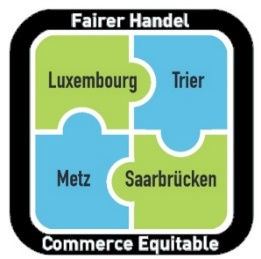 Fairer Handel
Luxembourg Trier
Metz Saarbrücken
Commerce Equitable